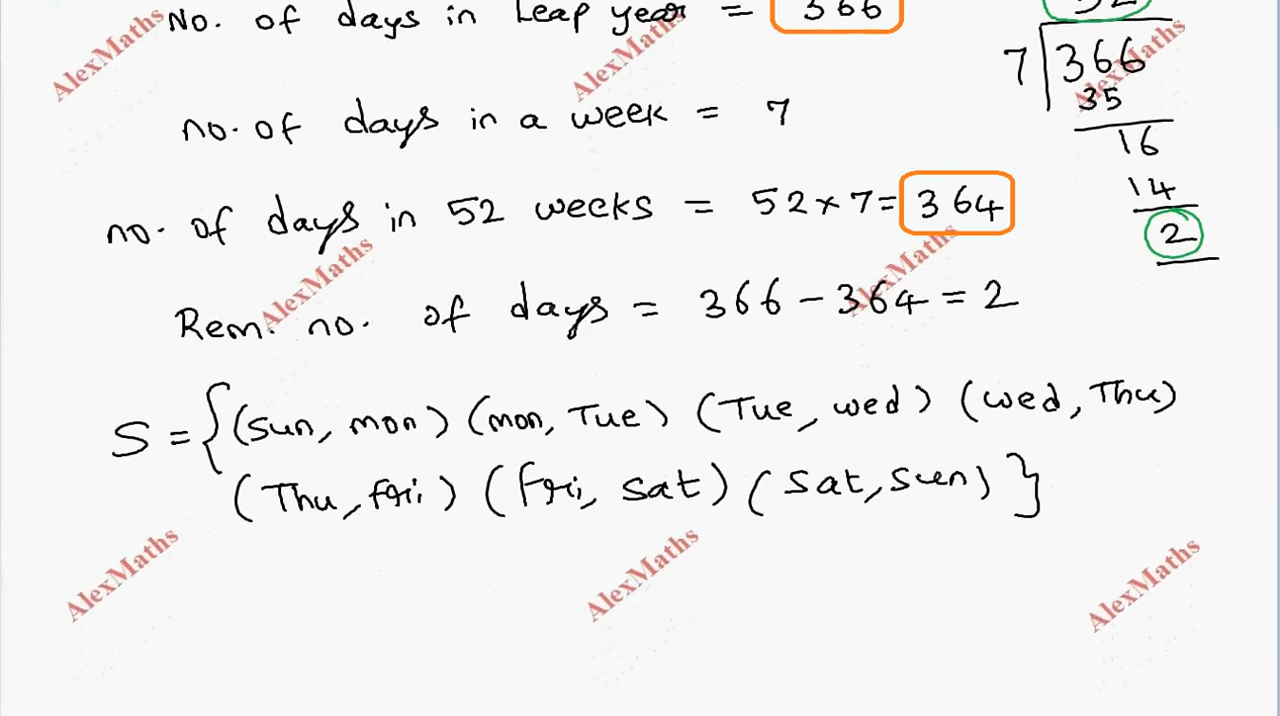 No. of days in Leap year = 366
7 366
35
16
14
2
no. of days in a week = 7
no. of days in 52 weeks = 52 × 7 = 364
Rem. no. of days = 366 - 364 = 2
S = {(Sun, mon) (mon, Tue) (Tue, wed) (wed, Thu)
(Thu, Fri) (Fri, Sat) (Sat, Sun) }
AlexMaths
AlexMaths
AlexMaths
AlexMaths
AlexMaths
AlexMaths
AlexMaths
AlexMaths